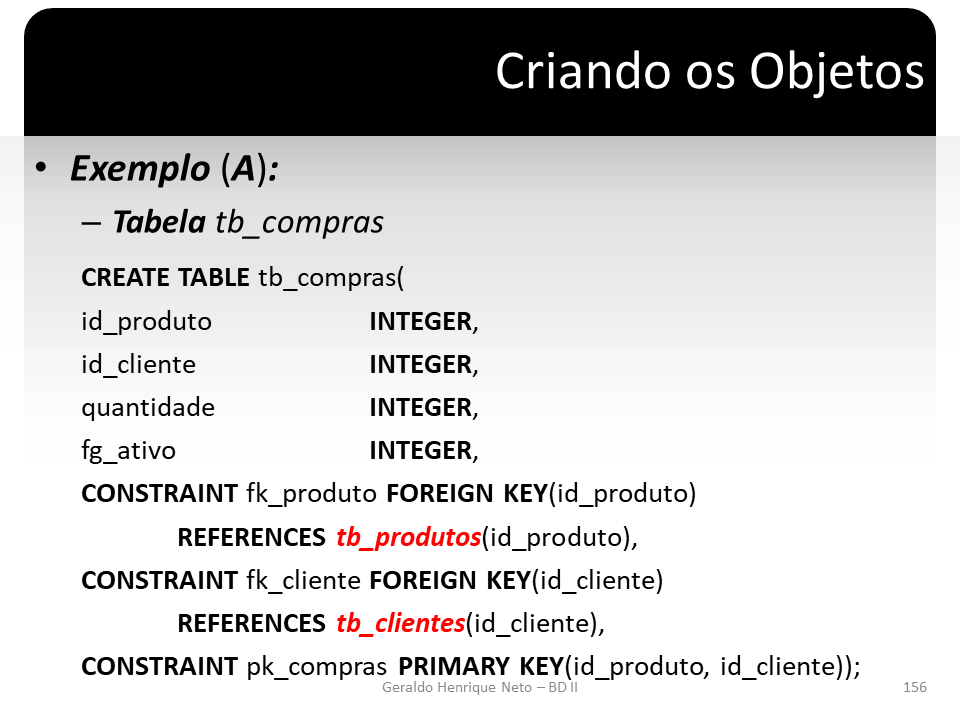 Criando os Objetos
• Exemplo (A):
– Tabela tb_compras
CREATE TABLE tb_compras(
id_produto INTEGER,
id_cliente INTEGER,
quantidade INTEGER,
fg_ativo INTEGER,
CONSTRAINT fk_produto FOREIGN KEY(id_produto)
REFERENCES tb_produtos(id_produto),
CONSTRAINT fk_cliente FOREIGN KEY(id_cliente)
REFERENCES tb_clientes(id_cliente),
CONSTRAINT pk_compras PRIMARY KEY(id_produto, id_cliente));
Geraldo Henrique Neto – BD II 156